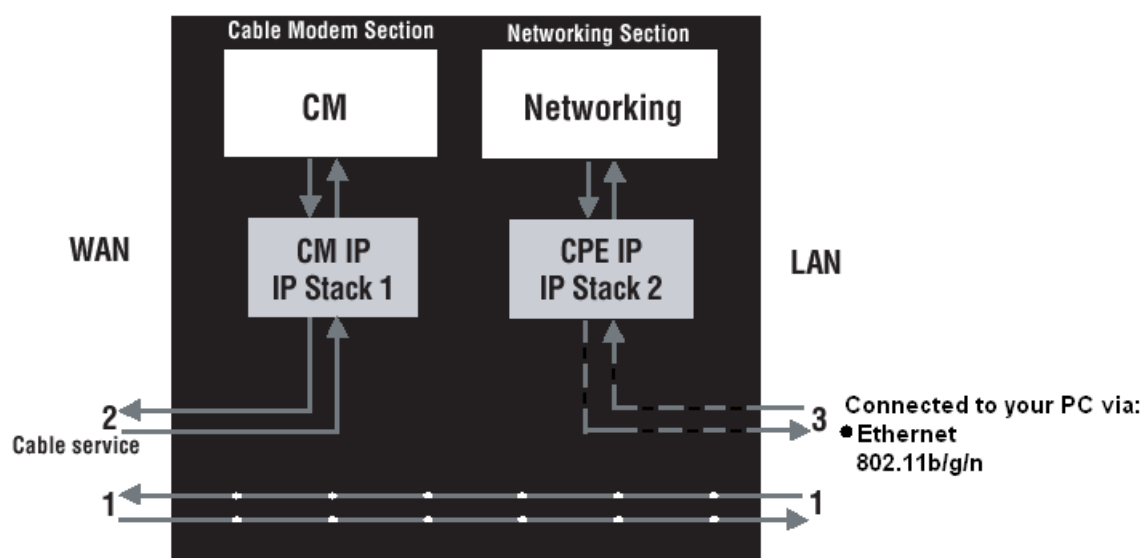 Cable Modem Section
Networking Section
CM
Networking
WAN
CM IP
IP Stack 1
CPE IP
IP Stack 2
LAN
2
Cable service
3
Connected to your PC via:
● Ethernet
802.11b/g/n
1
1